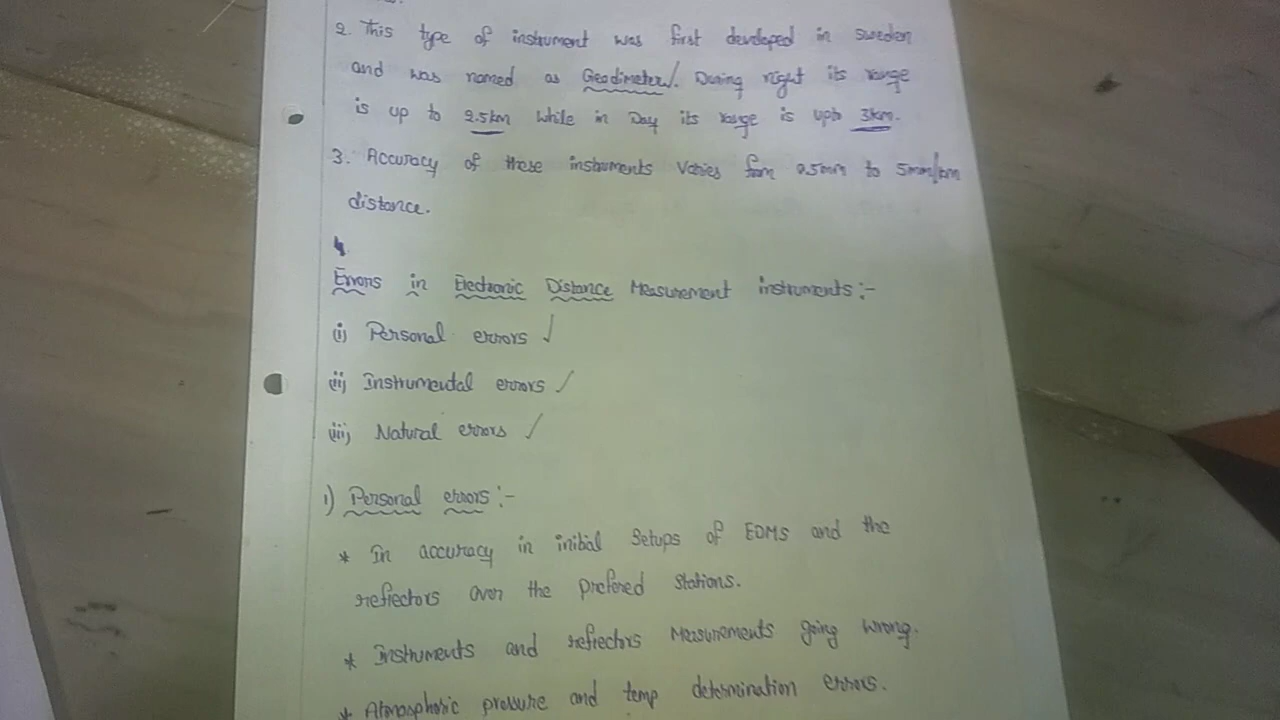 2. This type of instrument was first developed in sweden
and was named as Geodimeter. During night its range
is up to 2.5km while in Day its range is upto 3km.
3. Accuracy of these instruments varies from 0.5mm to 5mm/km
distance.
Errors in Electronic Distance Measurement instruments:-
(i) Personal errors ✓
(ii) Instrumental errors ✓
(iii) Natural errors ✓
1) Personal errors:-
* In accuracy in initial Setups of EDMS and the
reflectors over the prefered stations.
* Instruments and reflectors Measurements going wrong.
* Atmospheric pressure and temp determination errors.